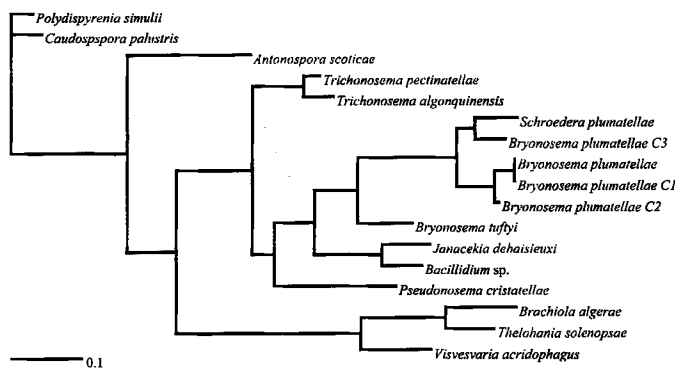 Polydispyrenia simulii
Caudospspora palustris
Antonospora scoticae
Trichonosema pectinatellae
Trichonosema algonquinensis
Schroedera plumatellae
Bryonosema plumatellae C3
Bryonosema plumatellae
Bryonosema plumatellae C1
Bryonosema plumatellae C2
Bryonosema tuftyi
Janacekia dehaisieuxi
Bacillidium sp.
Pseudonosema cristatellae
Brachiola algerae
Thelohania solenopsae
Visvesvaria acridophagus
0.1